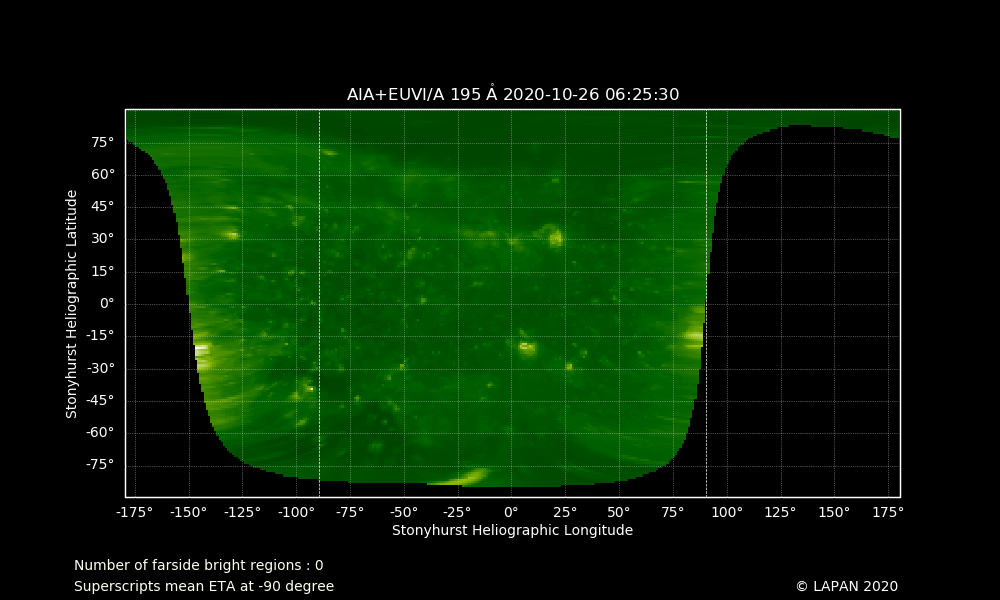 AIA+EUVI/A 195 Å 2020-10-26 06:25:30
75°
60°
45°
30°
15°
0°
-15°
-30°
-45°
-60°
-75°
Stonyhurst Heliographic Latitude
-175° -150° -125° -100° -75° -50° -25° 0° 25° 50° 75° 100° 125° 150° 175°
Stonyhurst Heliographic Longitude
Number of farside bright regions : 0
Superscripts mean ETA at -90 degree
© LAPAN 2020